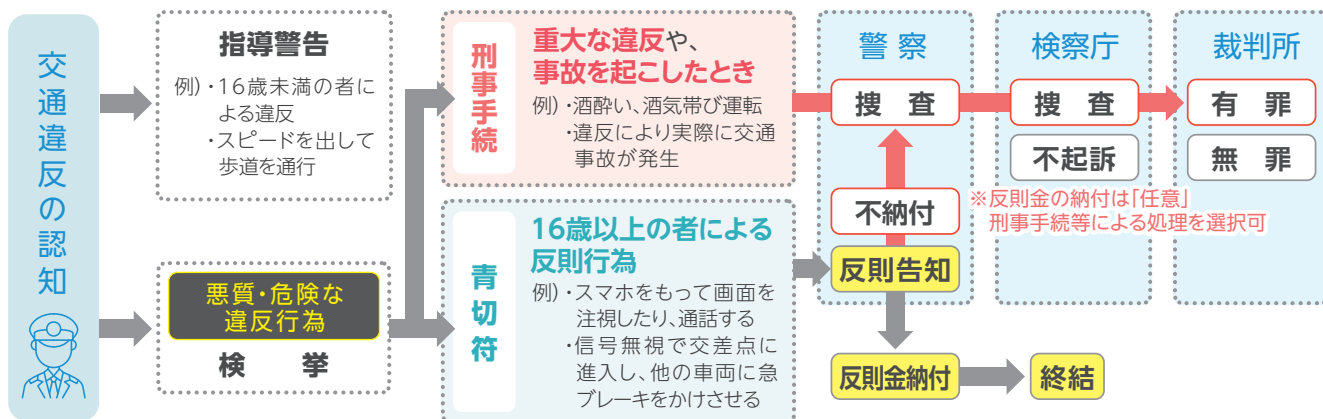 交通違反の認知
指導警告
例）・16歳未満の者に
よる違反
・スピードを出して
歩道を通行
悪質・危険な
違反行為
検　挙
刑事手続
重大な違反や、
事故を起こしたとき
例）・酒酔い、酒気帯び運転
・違反により実際に交通
事故が発生
青切符
16歳以上の者による
反則行為
例）・スマホをもって画面を
注視したり、通話する
・信号無視で交差点に
進入し、他の車両に急
ブレーキをかけさせる
警察
捜　査
不納付
反則告知
反則金納付
終結
検察庁
捜　査
不起訴
※反則金の納付は「任意」
刑事手続等による処理を選択可
裁判所
有　罪
無　罪